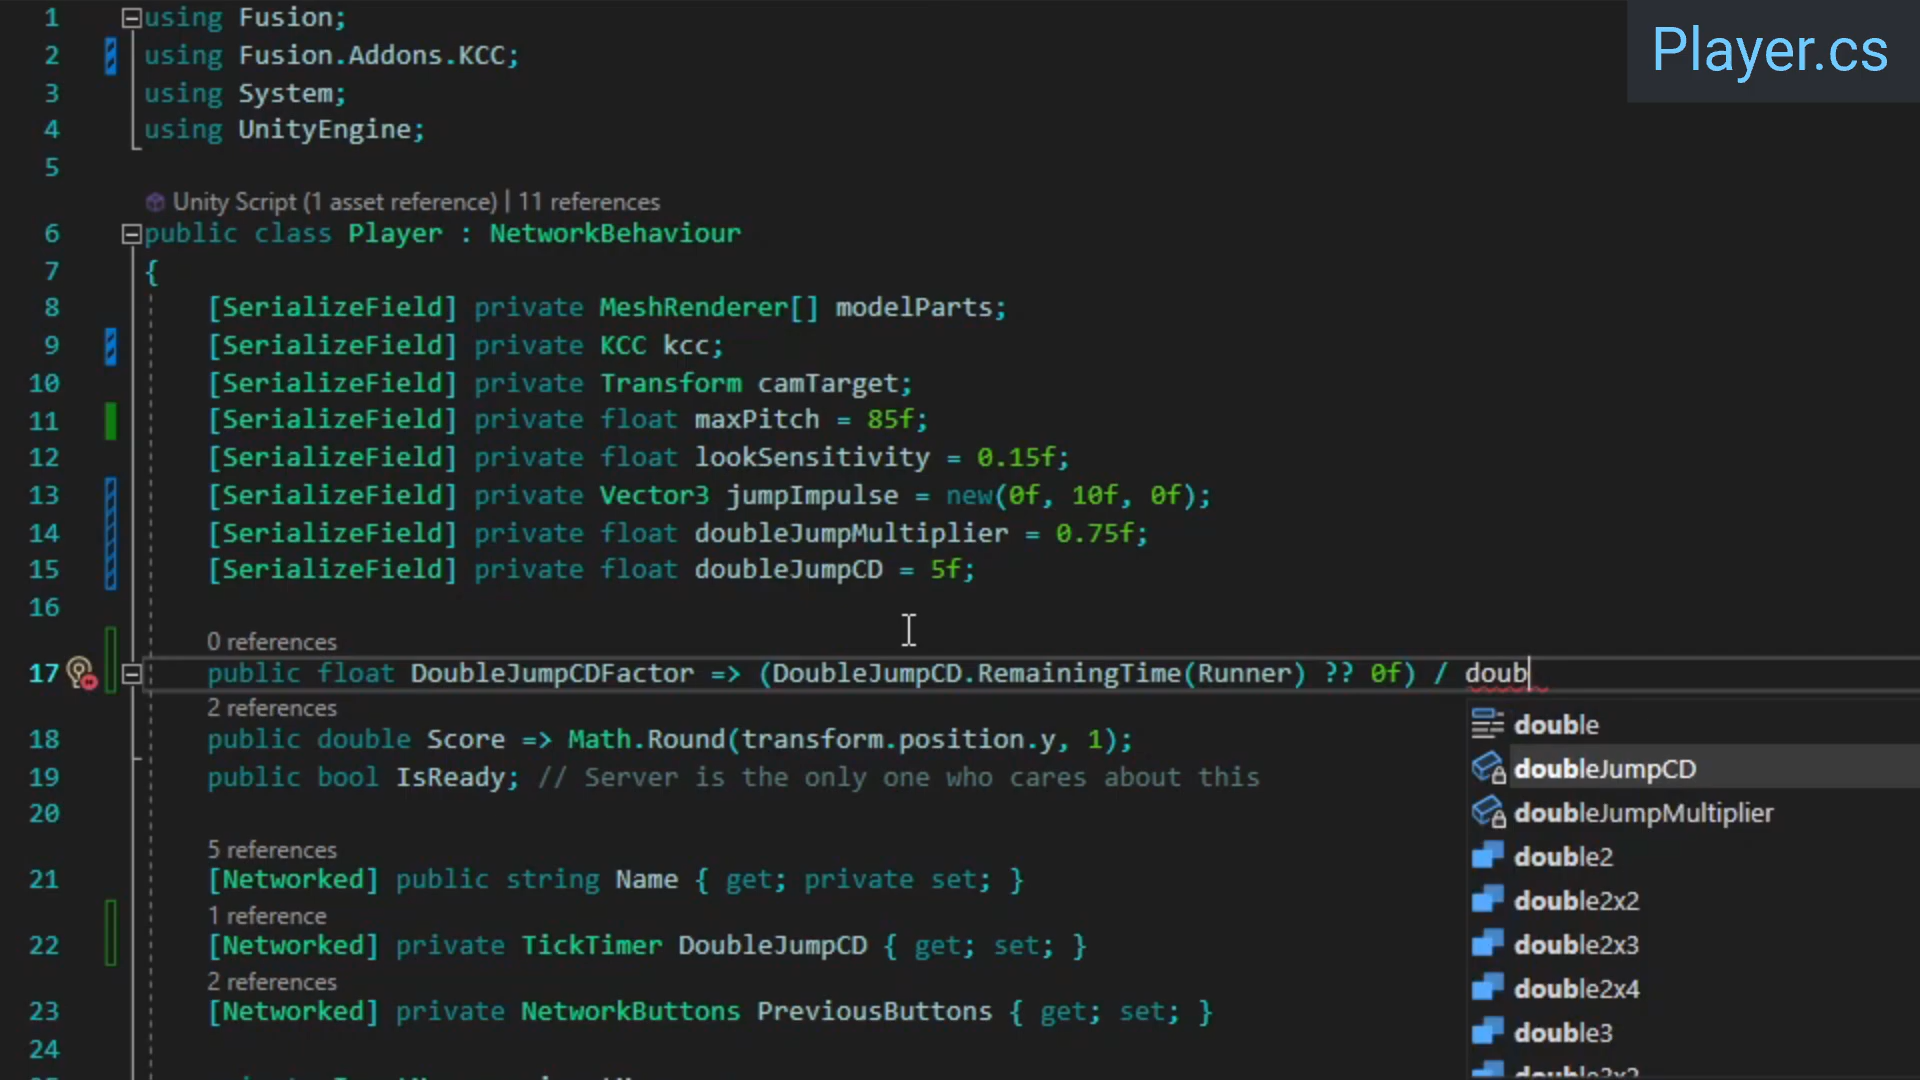 Player.cs
1 using Fusion;
2 using Fusion.Addons.KCC;
3 using System;
4 using UnityEngine;
5
Unity Script (1 asset reference) | 11 references
6 public class Player : NetworkBehaviour
7 {
8 [SerializeField] private MeshRenderer[] modelParts;
9 [SerializeField] private KCC kcc;
10 [SerializeField] private Transform camTarget;
11 [SerializeField] private float maxPitch = 85f;
12 [SerializeField] private float lookSensitivity = 0.15f;
13 [SerializeField] private Vector3 jumpImpulse = new(0f, 10f, 0f);
14 [SerializeField] private float doubleJumpMultiplier = 0.75f;
15 [SerializeField] private float doubleJumpCD = 5f;
16
0 references
17 public float DoubleJumpCDFactor => (DoubleJumpCD.RemainingTime(Runner) ?? 0f) / doub
2 references
18 public double Score => Math.Round(transform.position.y, 1);
19 public bool IsReady; // Server is the only one who cares about this
20
5 references
21 [Networked] public string Name { get; private set; }
1 reference
22 [Networked] private TickTimer DoubleJumpCD { get; set; }
2 references
23 [Networked] private NetworkButtons PreviousButtons { get; set; }
24
double
doubleJumpCD
doubleJumpMultiplier
double2
double2x2
double2x3
double2x4
double3